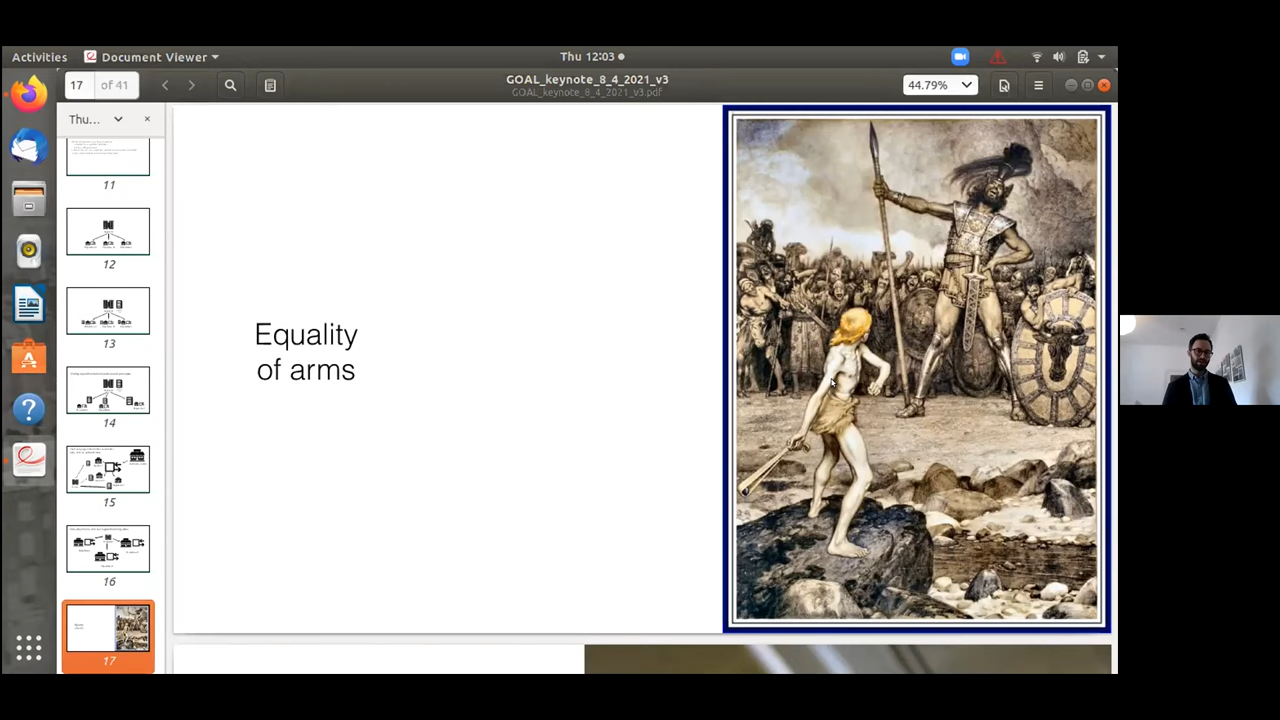 Activities
Document Viewer
Thu 12:03
17 of 41
GOAL_keynote_8_4_2021_v3
GOAL_keynote_8_4_2021_v3.pdf
44.79%
Thu...
11
12
13
14
15
16
17
Equality
of arms